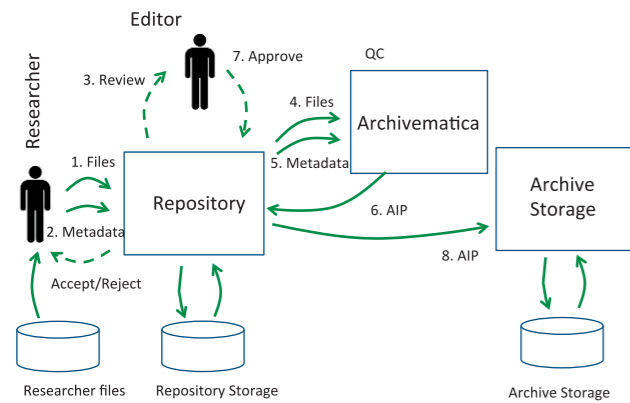 Editor
Researcher
7. Approve
QC
3. Review
4. Files
Archivematica
1. Files
5. Metadata
Repository
Archive
Storage
2. Metadata
6. AIP
8. AIP
Accept/Reject
Researcher files
Repository Storage
Archive Storage